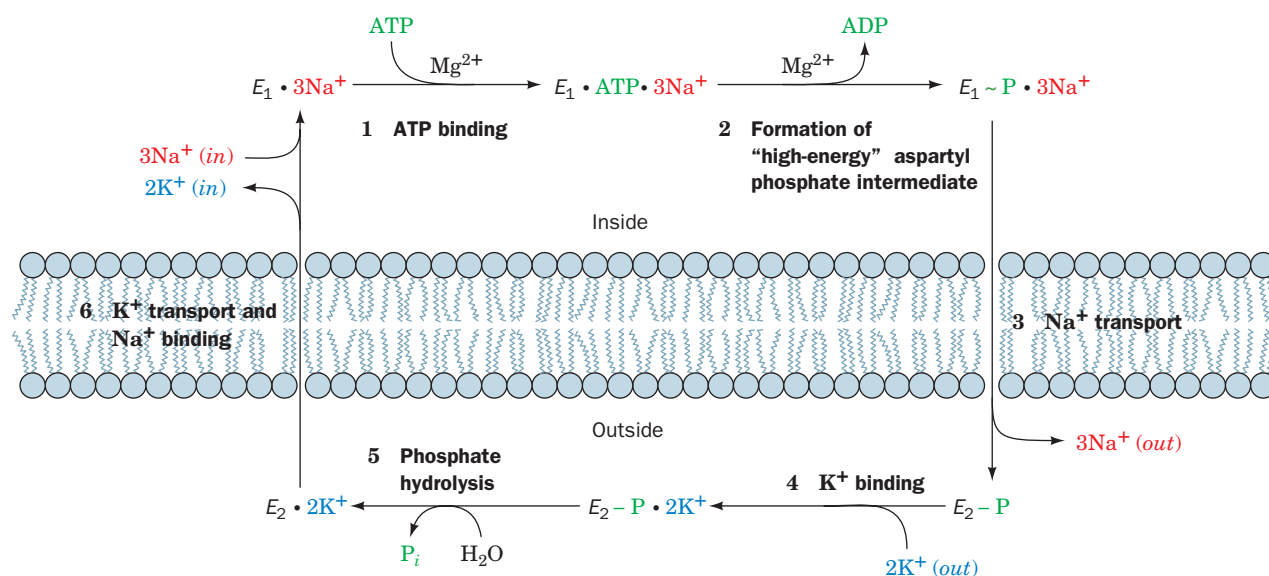 ATP
ADP
Mg²⁺
Mg²⁺
E₁ • 3Na⁺
E₁ • ATP • 3Na⁺
E₁ ~ P • 3Na⁺
1 ATP binding
2 Formation of
"high-energy" aspartyl
phosphate intermediate
3Na⁺ (in)
2K⁺ (in)
Inside
6 K⁺ transport and
Na⁺ binding
3 Na⁺ transport
Outside
3Na⁺ (out)
5 Phosphate
hydrolysis
4 K⁺ binding
E₂ • 2K⁺
E₂ – P • 2K⁺
E₂ – P
Pᵢ
H₂O
2K⁺ (out)